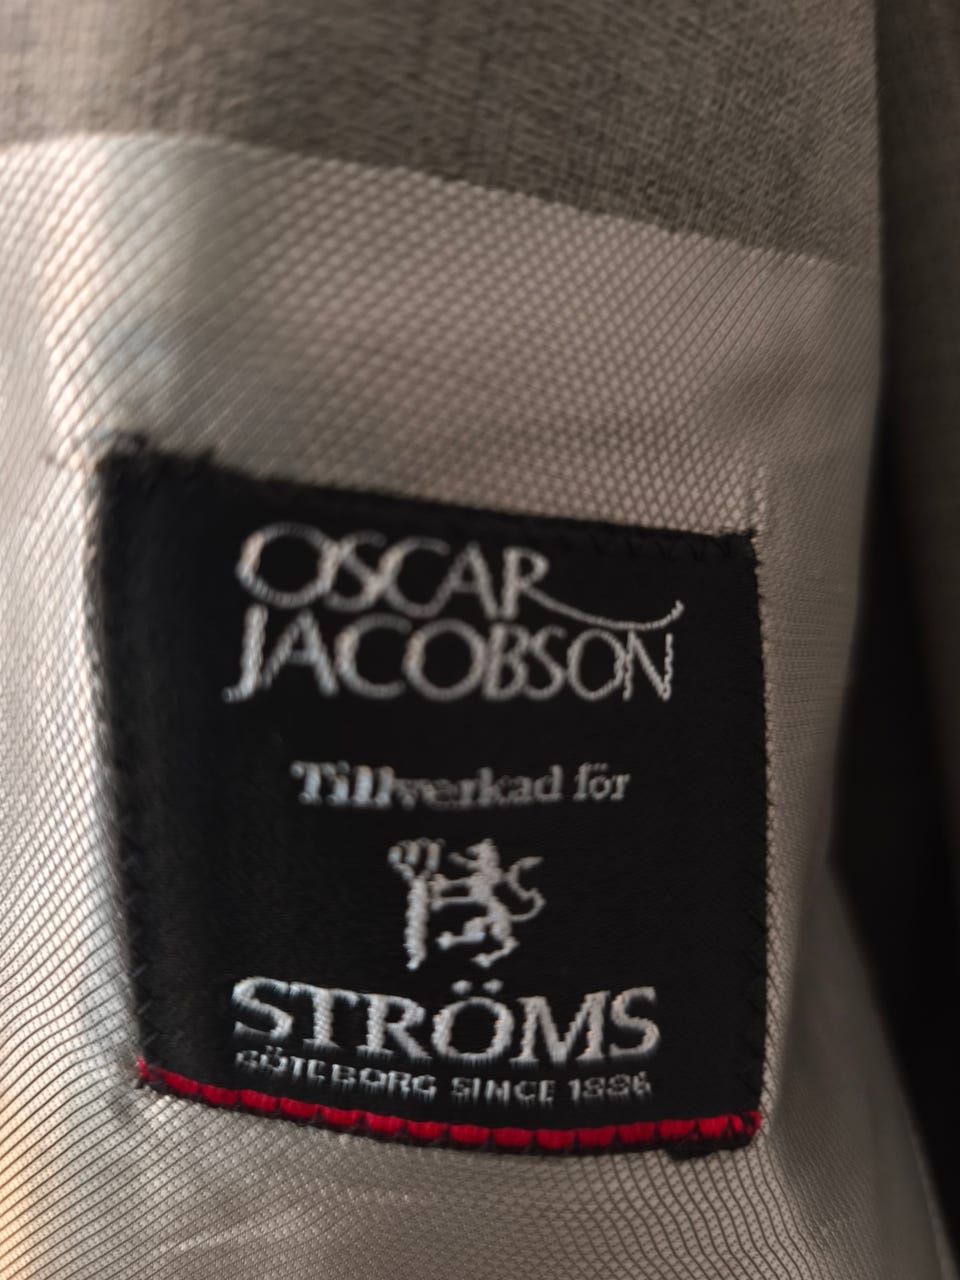 OSCAR
JACOBSON
Tillverkad för
STRÖMS
GÖTEBORG SINCE 1886